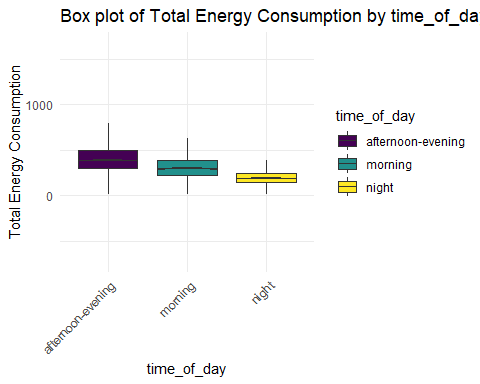 Box plot of Total Energy Consumption by time_of_da
Total Energy Consumption
1000
0
afternoon-evening
morning
night
time_of_day
time_of_day
afternoon-evening
morning
night